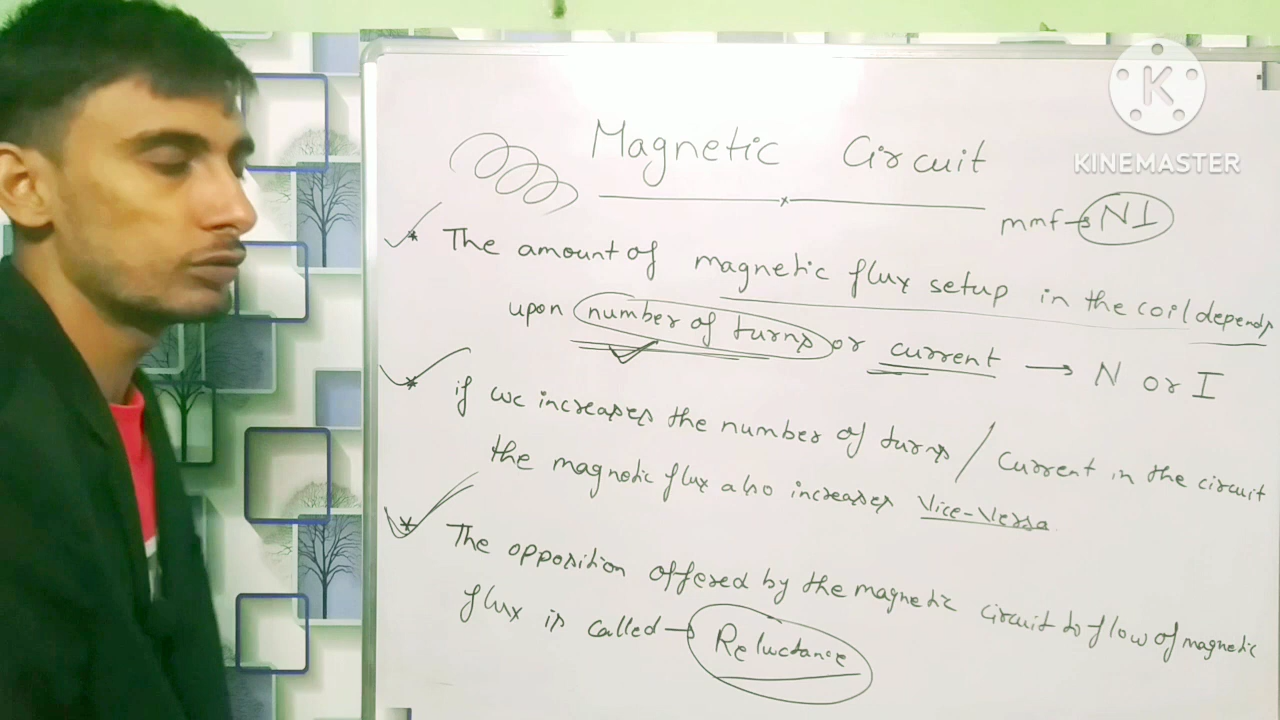 K
KINEMASTER
Magnetic Circuit
mmf → NI
* The amount of magnetic flux setup in the coil depends
upon number of turns or current → N or I
* if we increases the number of turns / current in the circuit
the magnetic flux also increases Vice-Versa
* The opposition offered by the magnetic circuit to flow of magnetic
flux is called → Reluctance